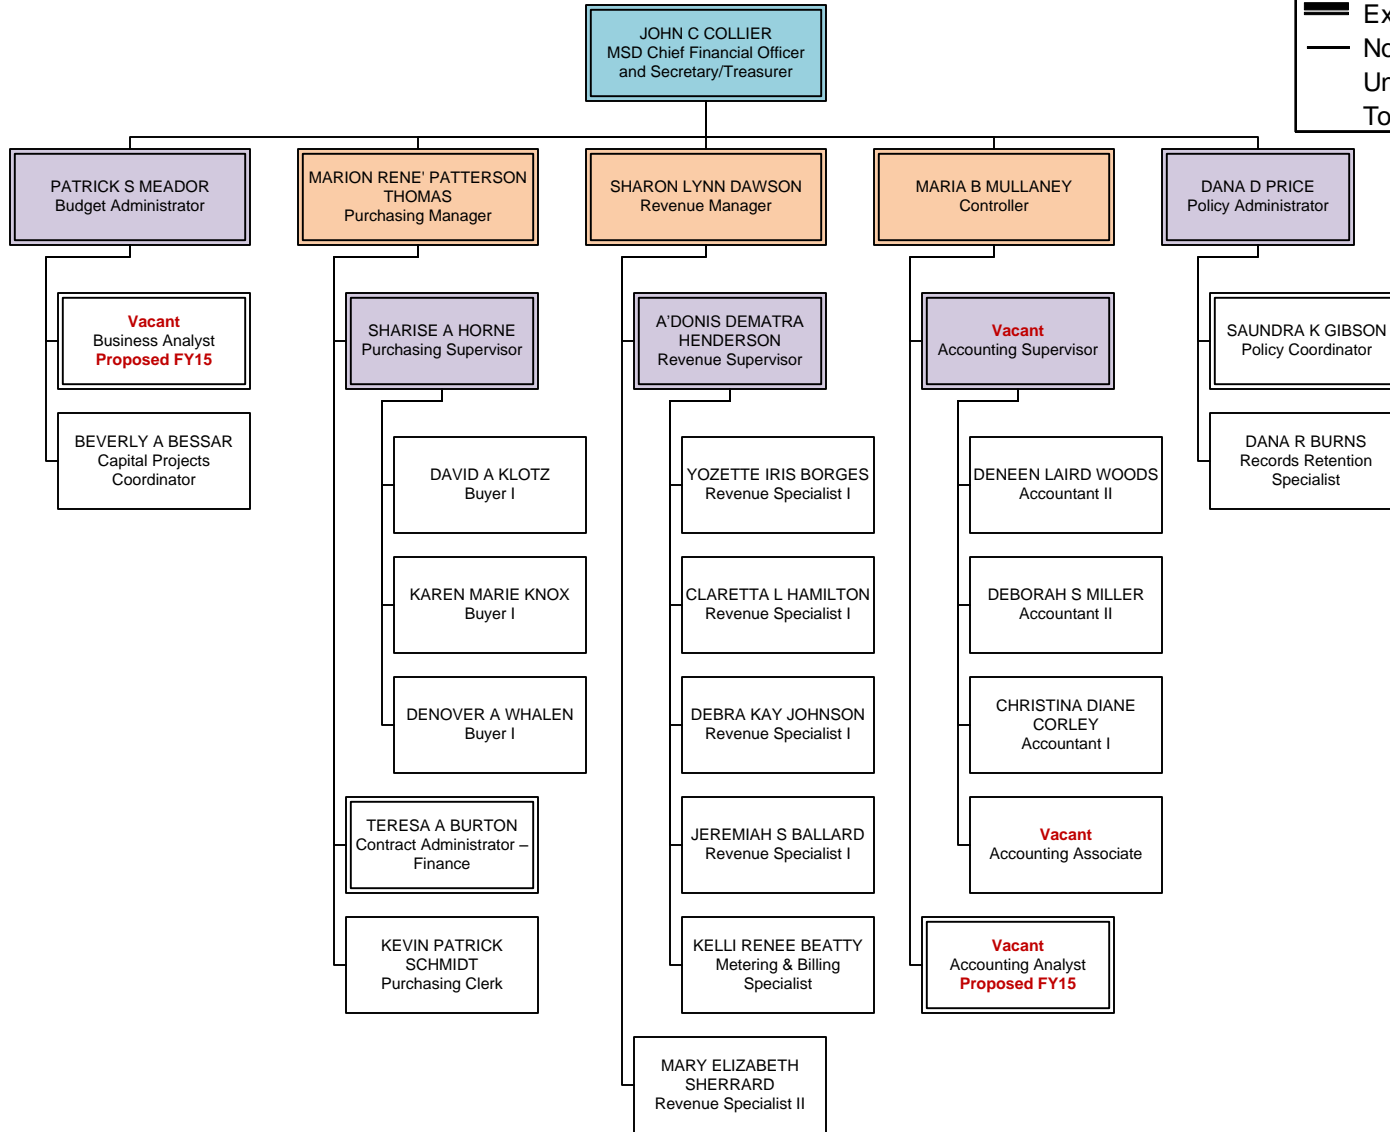 JOHN C COLLIER
MSD Chief Financial Officer
and Secretary/Treasurer
PATRICK S MEADOR
Budget Administrator
Vacant
Business Analyst
Proposed FY15
BEVERLY A BESSAR
Capital Projects
Coordinator
MARION RENE' PATTERSON
THOMAS
Purchasing Manager
SHARISE A HORNE
Purchasing Supervisor
DAVID A KLOTZ
Buyer I
KAREN MARIE KNOX
Buyer I
DENOVER A WHALEN
Buyer I
TERESA A BURTON
Contract Administrator –
Finance
KEVIN PATRICK
SCHMIDT
Purchasing Clerk
SHARON LYNN DAWSON
Revenue Manager
A'DONIS DEMATRA
HENDERSON
Revenue Supervisor
YOZETTE IRIS BORGES
Revenue Specialist I
CLARETTA L HAMILTON
Revenue Specialist I
DEBRA KAY JOHNSON
Revenue Specialist I
JEREMIAH S BALLARD
Revenue Specialist I
KELLI RENEE BEATTY
Metering & Billing
Specialist
MARY ELIZABETH
SHERRARD
Revenue Specialist II
MARIA B MULLANEY
Controller
Vacant
Accounting Supervisor
DENEEN LAIRD WOODS
Accountant II
DEBORAH S MILLER
Accountant II
CHRISTINA DIANE
CORLEY
Accountant I
Vacant
Accounting Associate
Vacant
Accounting Analyst
Proposed FY15
DANA D PRICE
Policy Administrator
SAUNDRA K GIBSON
Policy Coordinator
DANA R BURNS
Records Retention
Specialist